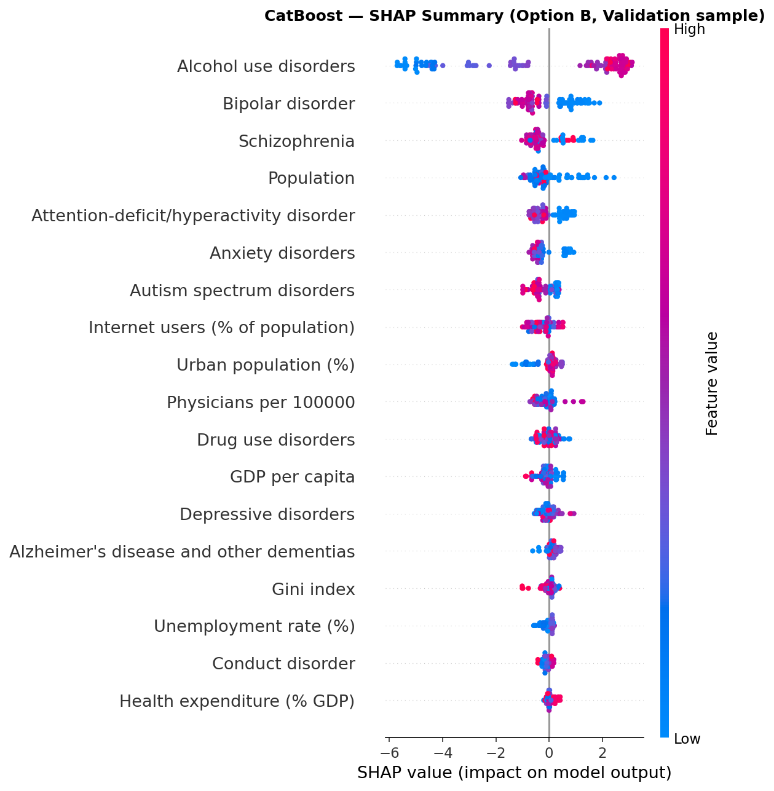 CatBoost — SHAP Summary (Option B, Validation sample)
High
Alcohol use disorders
Bipolar disorder
Schizophrenia
Population
Attention-deficit/hyperactivity disorder
Anxiety disorders
Autism spectrum disorders
Internet users (% of population)
Urban population (%)
Physicians per 100000
Drug use disorders
GDP per capita
Depressive disorders
Alzheimer's disease and other dementias
Gini index
Unemployment rate (%)
Conduct disorder
Health expenditure (% GDP)
Feature value
Low
−6 −4 −2 0 2
SHAP value (impact on model output)